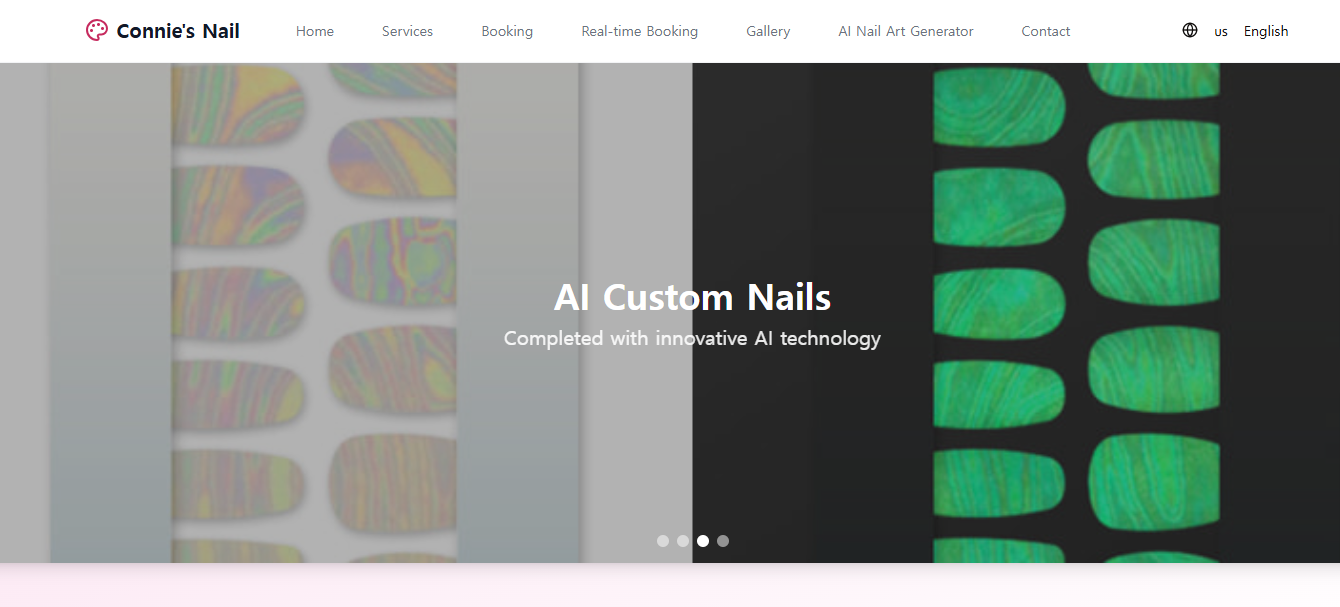 Connie's Nail
Home
Services
Booking
Real-time Booking
Gallery
AI Nail Art Generator
Contact
us
English
AI Custom Nails
Completed with innovative AI technology